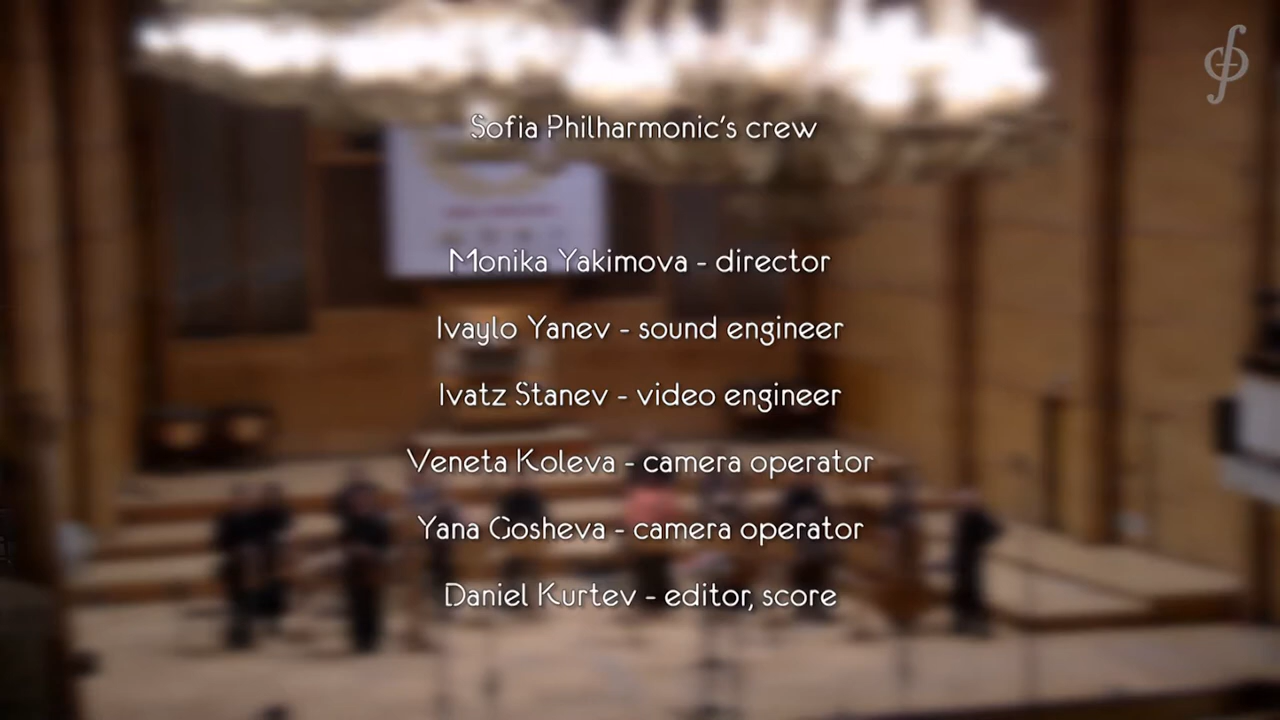 Sofia Philharmonic's crew
Monika Yakimova - director
Ivaylo Yanev - sound engineer
Ivatz Stanev - video engineer
Veneta Koleva - camera operator
Yana Gosheva - camera operator
Daniel Kurtev - editor, score